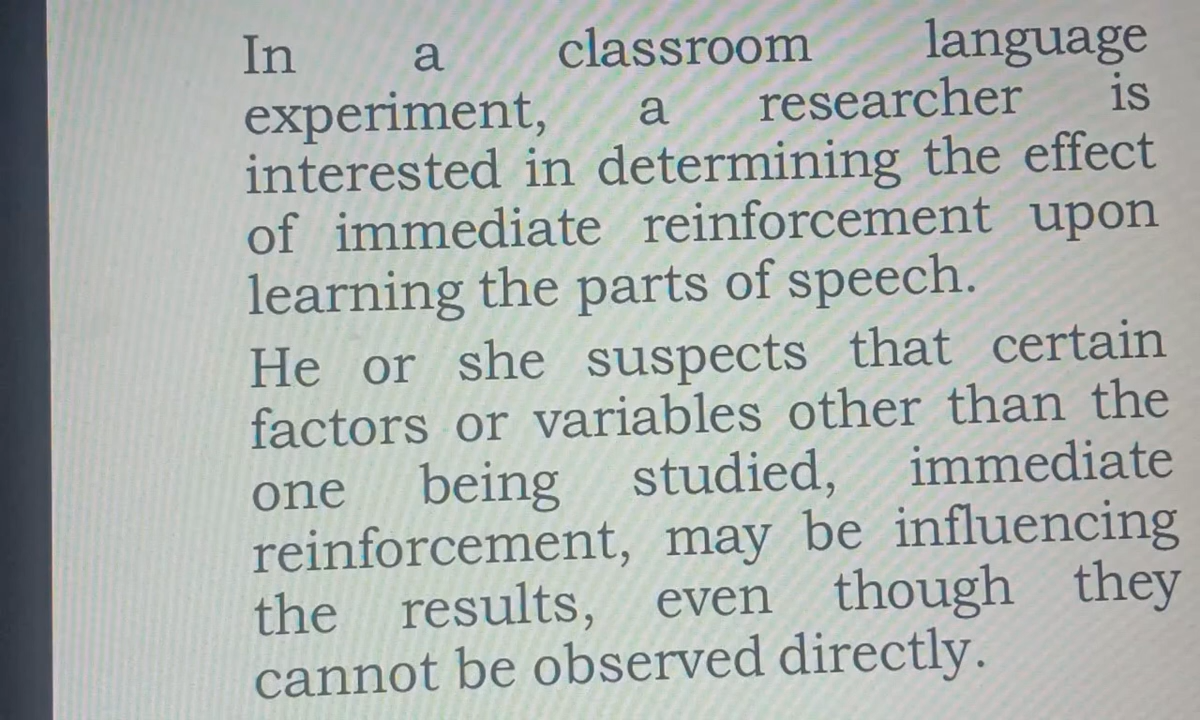 In a classroom language
experiment, a researcher is
interested in determining the effect
of immediate reinforcement upon
learning the parts of speech.
He or she suspects that certain
factors or variables other than the
one being studied, immediate
reinforcement, may be influencing
the results, even though they
cannot be observed directly.